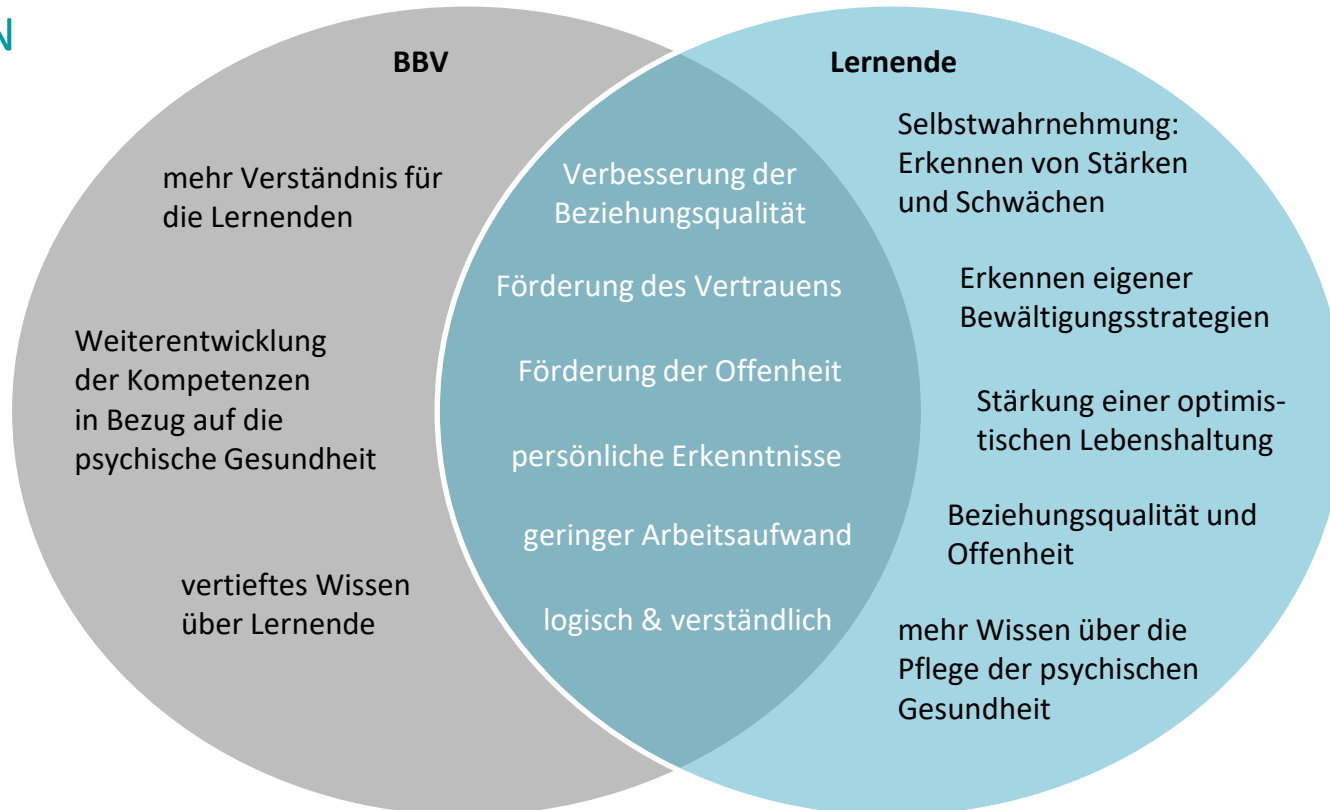 N
BBV
mehr Verständnis für
die Lernenden
Weiterentwicklung
der Kompetenzen
in Bezug auf die
psychische Gesundheit
vertieftes Wissen
über Lernende
Verbesserung der
Beziehungsqualität
Förderung des Vertrauens
Förderung der Offenheit
persönliche Erkenntnisse
geringer Arbeitsaufwand
logisch & verständlich
Lernende
Selbstwahrnehmung:
Erkennen von Stärken
und Schwächen
Erkennen eigener
Bewältigungsstrategien
Stärkung einer optimis-
tischen Lebenshaltung
Beziehungsqualität und
Offenheit
mehr Wissen über die
Pflege der psychischen
Gesundheit